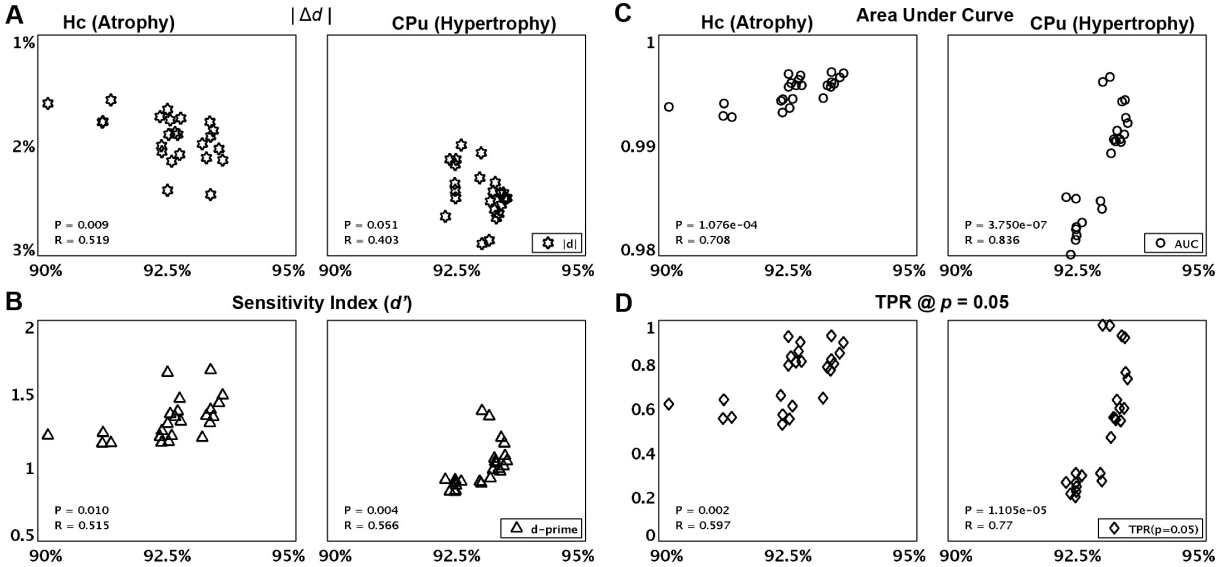 A
Hc (Atrophy)
| Δd |
CPu (Hypertrophy)
1%
2%
3%
P = 0.009
R = 0.519
P = 0.051
R = 0.403
|d|
90%
92.5%
95%
90%
92.5%
95%
C
Hc (Atrophy)
Area Under Curve
CPu (Hypertrophy)
1
0.99
0.98
P = 1.076e-04
R = 0.708
P = 3.750e-07
R = 0.836
AUC
90%
92.5%
95%
90%
92.5%
95%
B
Sensitivity Index (d')
2
1.5
1
0.5
P = 0.010
R = 0.515
P = 0.004
R = 0.566
d-prime
90%
92.5%
95%
90%
92.5%
95%
D
TPR @ p = 0.05
1
0.8
0.6
0.4
0.2
0
P = 0.002
R = 0.597
P = 1.105e-05
R = 0.77
TPR(p=0.05)
90%
92.5%
95%
90%
92.5%
95%